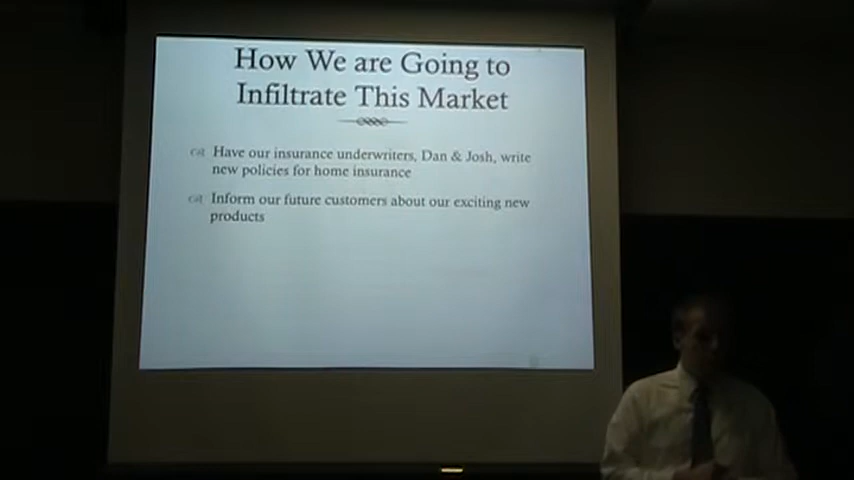 How We are Going to
Infiltrate This Market
Have our insurance underwriters, Dan & Josh, write
new policies for home insurance
Inform our future customers about our exciting new
products